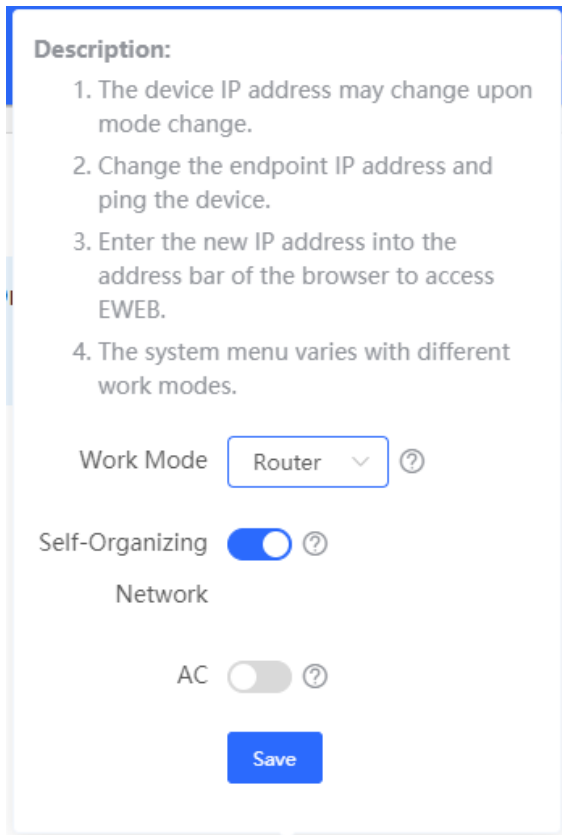 Description:
1. The device IP address may change upon
mode change.
2. Change the endpoint IP address and
ping the device.
3. Enter the new IP address into the
address bar of the browser to access
EWEB.
4. The system menu varies with different
work modes.
Work Mode Router ?
Self-Organizing ?
Network
AC ?
Save